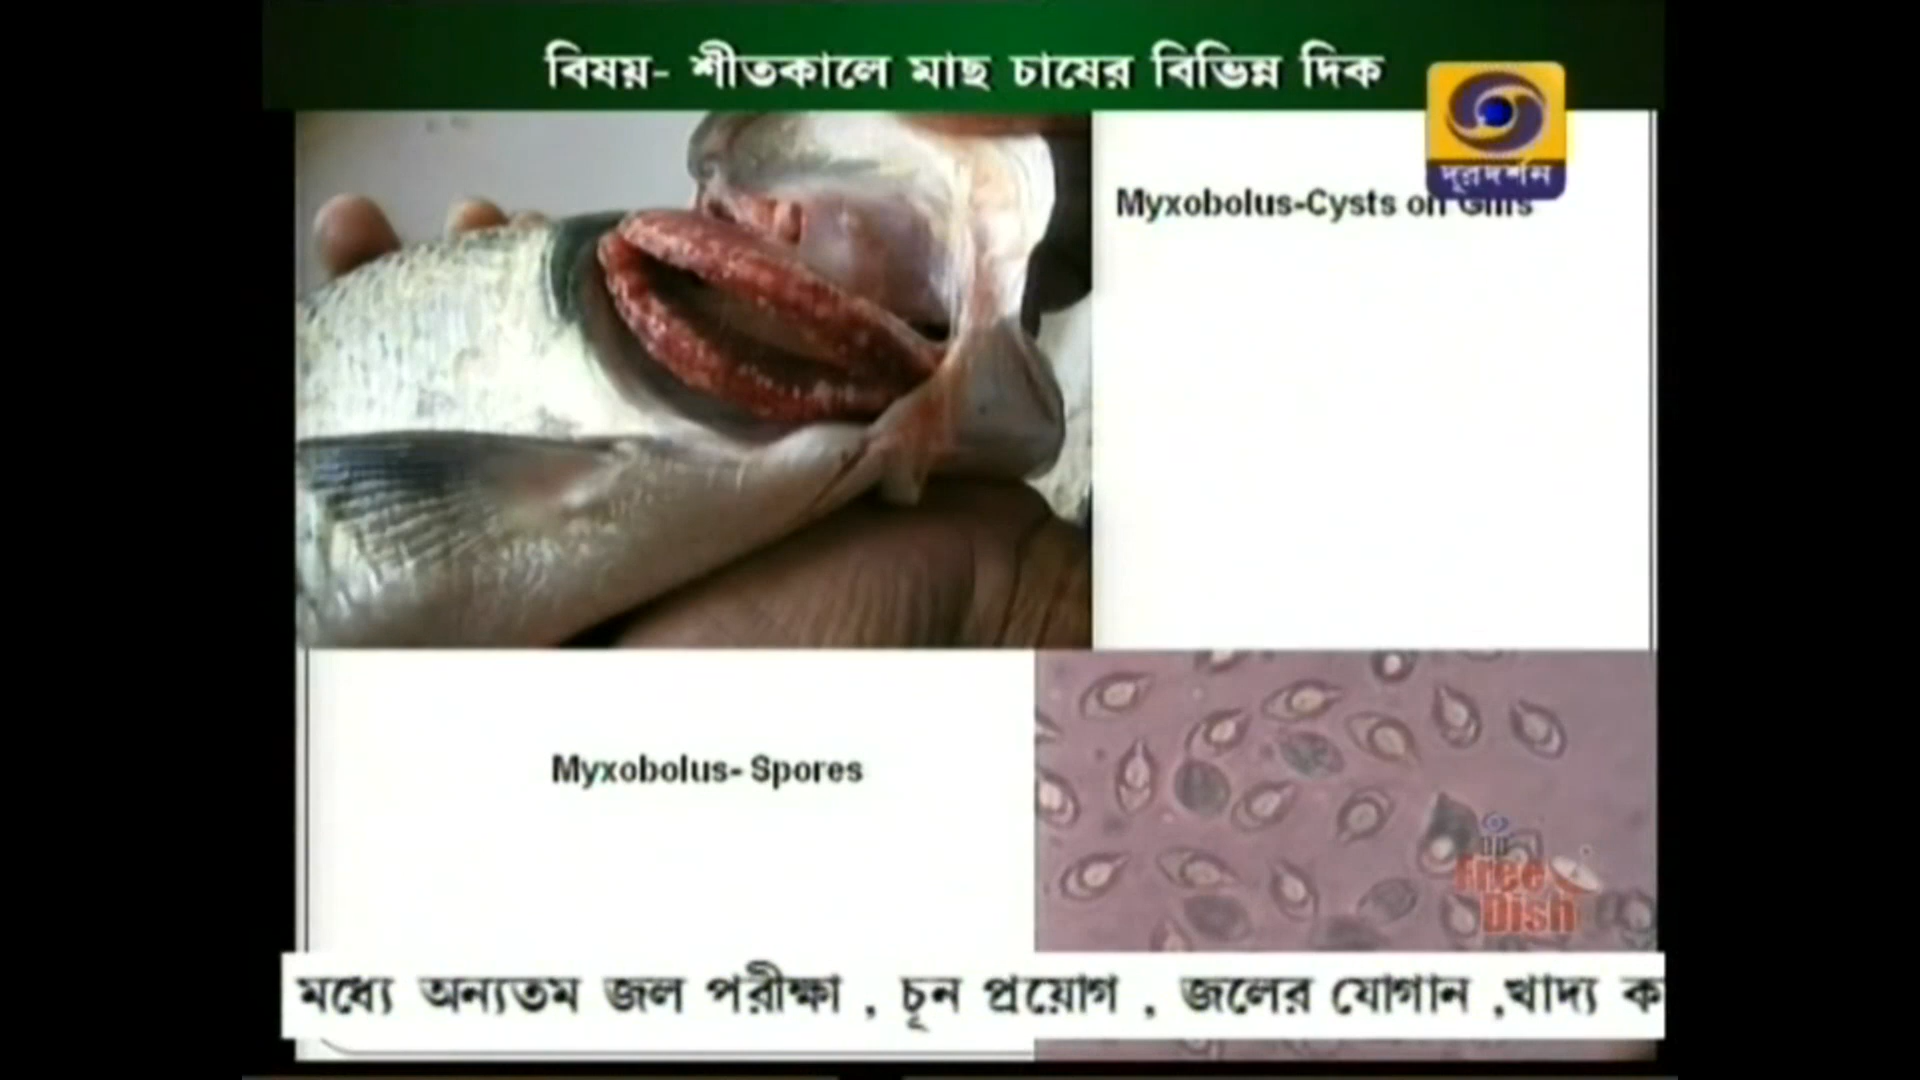 বিষয়- শীতকালে মাছ চাষের বিভিন্ন দিক
দূরদর্শন
Myxobolus-Cysts on Gills
Myxobolus- Spores
Free
Dish
মধ্যে অন্যতম জল পরীক্ষা , চূন প্রয়োগ , জলের যোগান ,খাদ্য ক